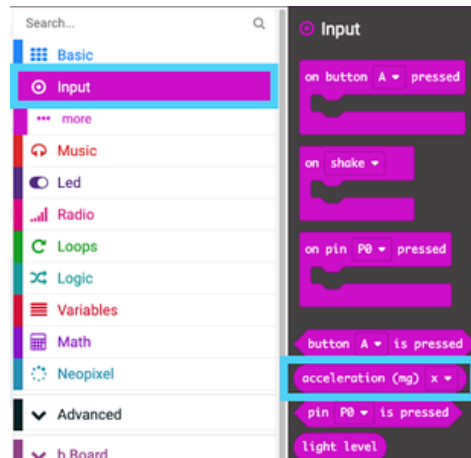 Search...
Basic
Input
more
Music
Led
Radio
Loops
Logic
Variables
Math
Neopixel
Advanced
b.Board
Input
on button A pressed
on shake
on pin P0 pressed
button A is pressed
acceleration (mg) x
pin P0 is pressed
light level